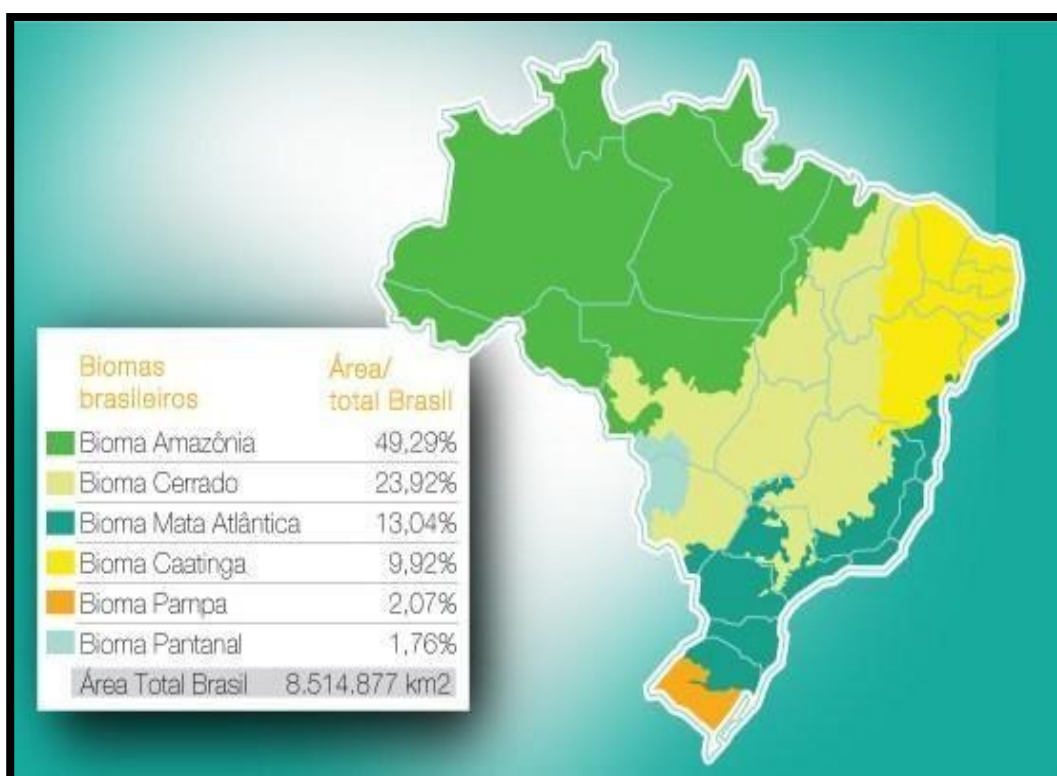 Biomas brasileiros
Área/ total Brasil
Bioma Amazônia 49,29%
Bioma Cerrado 23,92%
Bioma Mata Atlântica 13,04%
Bioma Caatinga 9,92%
Bioma Pampa 2,07%
Bioma Pantanal 1,76%
Área Total Brasil 8.514.877 km2